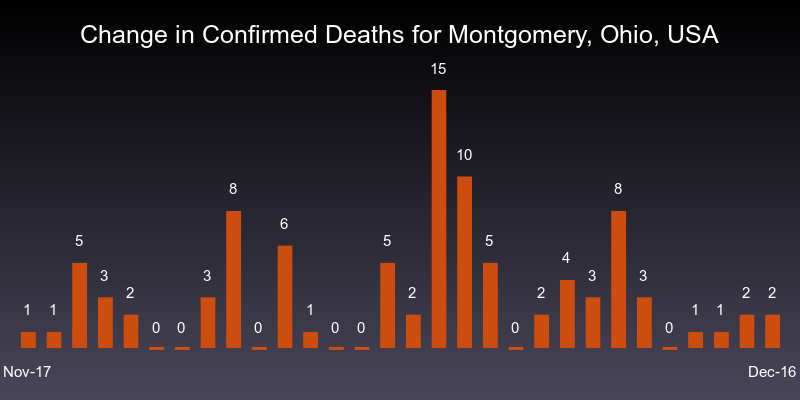 Change in Confirmed Deaths for Montgomery, Ohio, USA
1 1 5 3 2 0 0 3 8 0 6 1 0 0 5 2 15 10 5 0 2 4 3 8 3 0 1 1 2 2
Nov-17 Dec-16